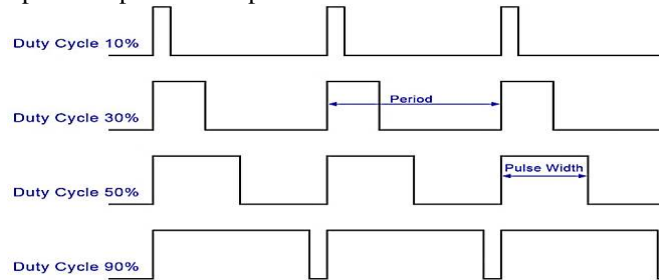 Duty Cycle 10%
Duty Cycle 30%
Period
Duty Cycle 50%
Pulse Width
Duty Cycle 90%